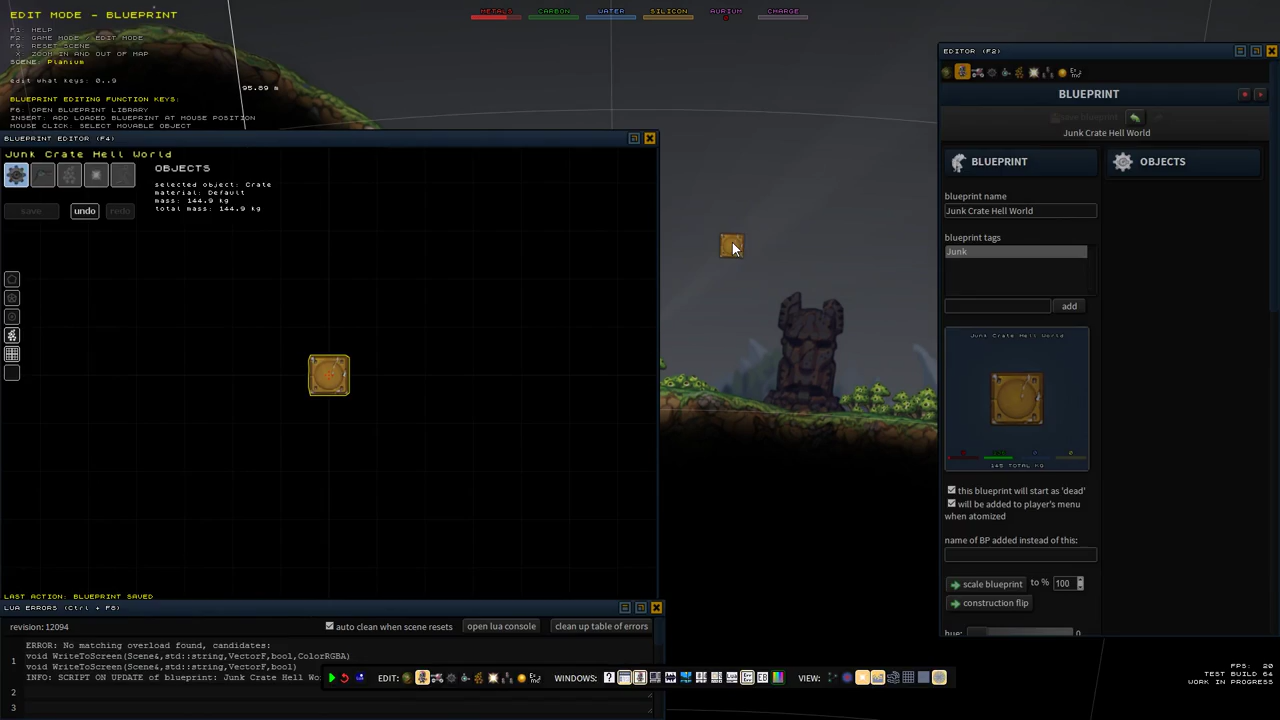 EDIT MODE - BLUEPRINT
METALS CARBON WATER SILICON AURIUM CHARGE
F1: HELP
F2: GAME MODE / EDIT MODE
F9: RESET SCENE
X: ZOOM IN AND OUT OF MAP
SCENE: Planium
edit what keys: 0..9
95.89 m
BLUEPRINT EDITING FUNCTION KEYS:
F6: OPEN BLUEPRINT LIBRARY
INSERT: ADD LOADED BLUEPRINT AT MOUSE POSITION
MOUSE CLICK: SELECT MOVABLE OBJECT
BLUEPRINT EDITOR (F4)
Junk Crate Hell World
OBJECTS
selected object: Crate
material: Default
mass: 144.9 kg
total mass: 144.9 kg
save undo redo
LAST ACTION: BLUEPRINT SAVED
LUA ERRORS (Ctrl + F8)
revision: 12094
auto clean when scene resets
open lua console
clean up table of errors
1
ERROR: No matching overload found, candidates:
void WriteToScreen(Scene&,std::string,VectorF,bool,ColorRGBA)
void WriteToScreen(Scene&,std::string,VectorF,bool)
INFO: SCRIPT ON UPDATE of blueprint: Junk Crate Hell Wo
2
3
EDIT:
WINDOWS:
VIEW:
EDITOR (F2)
BLUEPRINT
save blueprint
Junk Crate Hell World
BLUEPRINT
OBJECTS
blueprint name
Junk Crate Hell World
blueprint tags
Junk
add
Junk Crate Hell World
145 TOTAL KG
this blueprint will start as 'dead'
will be added to player's menu
when atomized
name of BP added instead of this:
scale blueprint to % 100
construction flip
hue: 0
FPS: 20
TEST BUILD 64
WORK IN PROGRESS